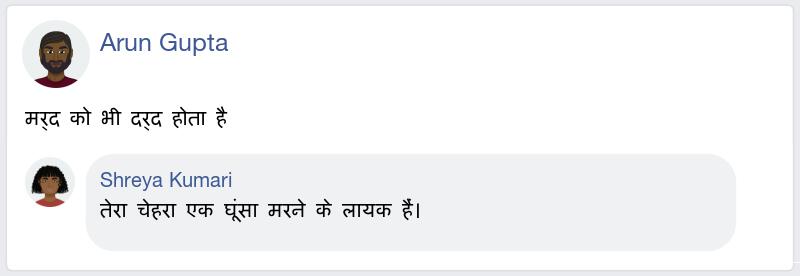 Arun Gupta
मर्द को भी दर्द होता है
Shreya Kumari
तेरा चेहरा एक घूंसा मरने के लायक हैं।